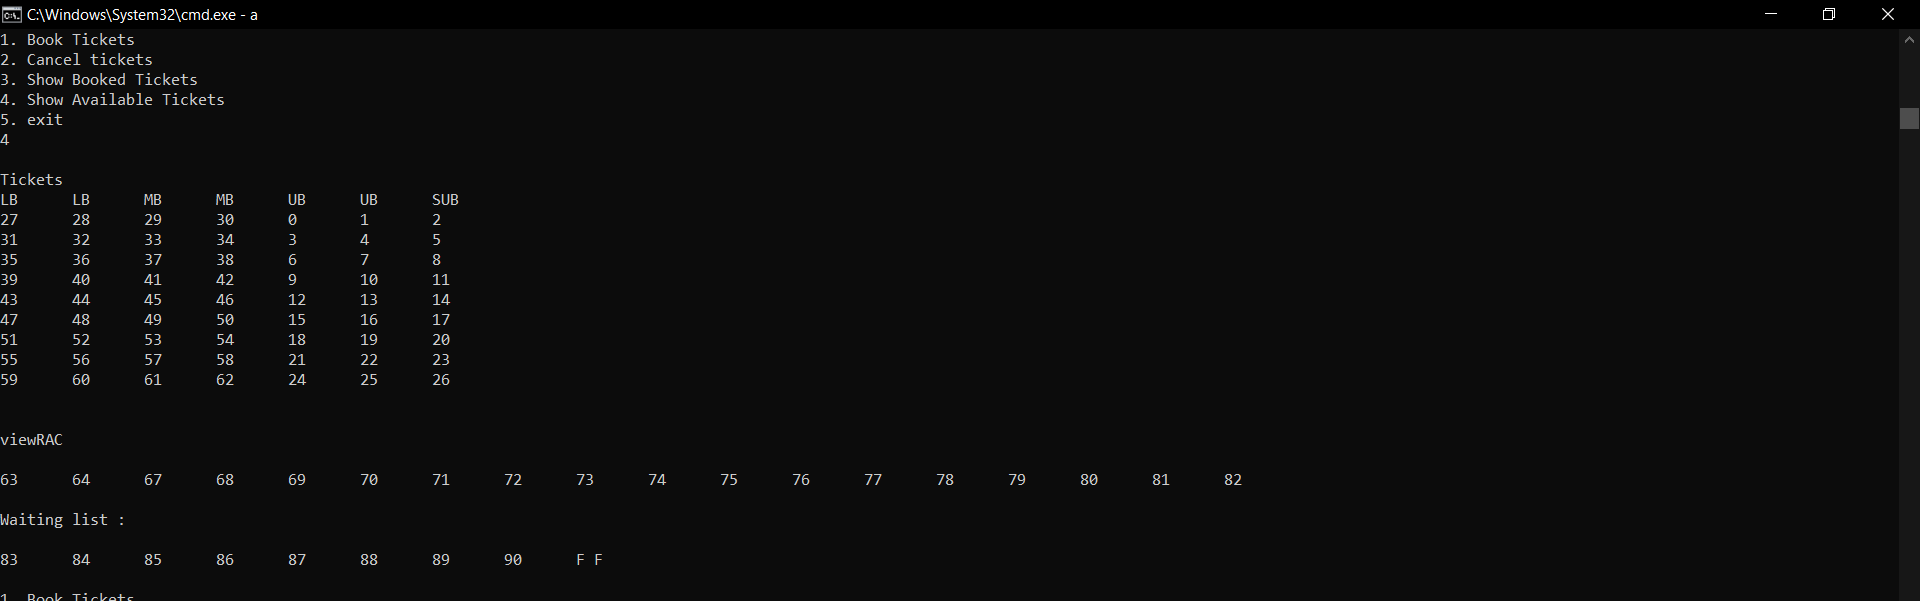 C:\Windows\System32\cmd.exe - a
1. Book Tickets
2. Cancel tickets
3. Show Booked Tickets
4. Show Available Tickets
5. exit
4
Tickets
LB LB MB MB UB UB SUB
27 28 29 30 0 1 2
31 32 33 34 3 4 5
35 36 37 38 6 7 8
39 40 41 42 9 10 11
43 44 45 46 12 13 14
47 48 49 50 15 16 17
51 52 53 54 18 19 20
55 56 57 58 21 22 23
59 60 61 62 24 25 26
viewRAC
63 64 67 68 69 70 71 72 73 74 75 76 77 78 79 80 81 82
Waiting list :
83 84 85 86 87 88 89 90 F F
1. Book Tickets